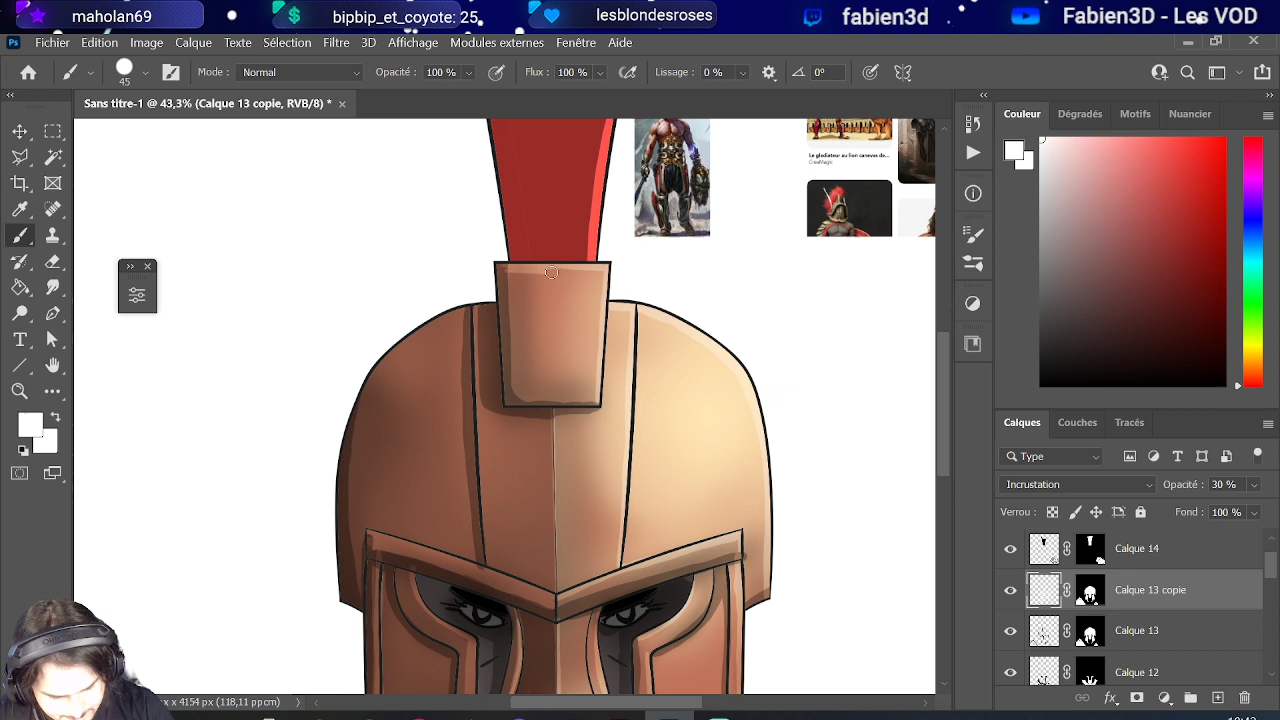 maholan69
bipbip_et_coyote: 25
lesblondesroses
fabien3d
Fabien3D - Les VOD
Ps
Fichier Edition Image Calque Texte Sélection Filtre 3D Affichage Modules externes Fenêtre Aide
45
Mode : Normal
Opacité : 100 %
Flux : 100 %
Lissage : 0 %
0°
Sans titre-1 @ 43,3% (Calque 13 copie, RVB/8) *
Couleur Dégradés Motifs Nuancier
Le gladiateur au lion canevas de...
CreaMagic
Calques Couches Tracés
Type
Incrustation
Opacité : 30 %
Verrou :
Fond : 100 %
Calque 14
Calque 13 copie
Calque 13
Calque 12
x 4154 px (118,11 ppcm)